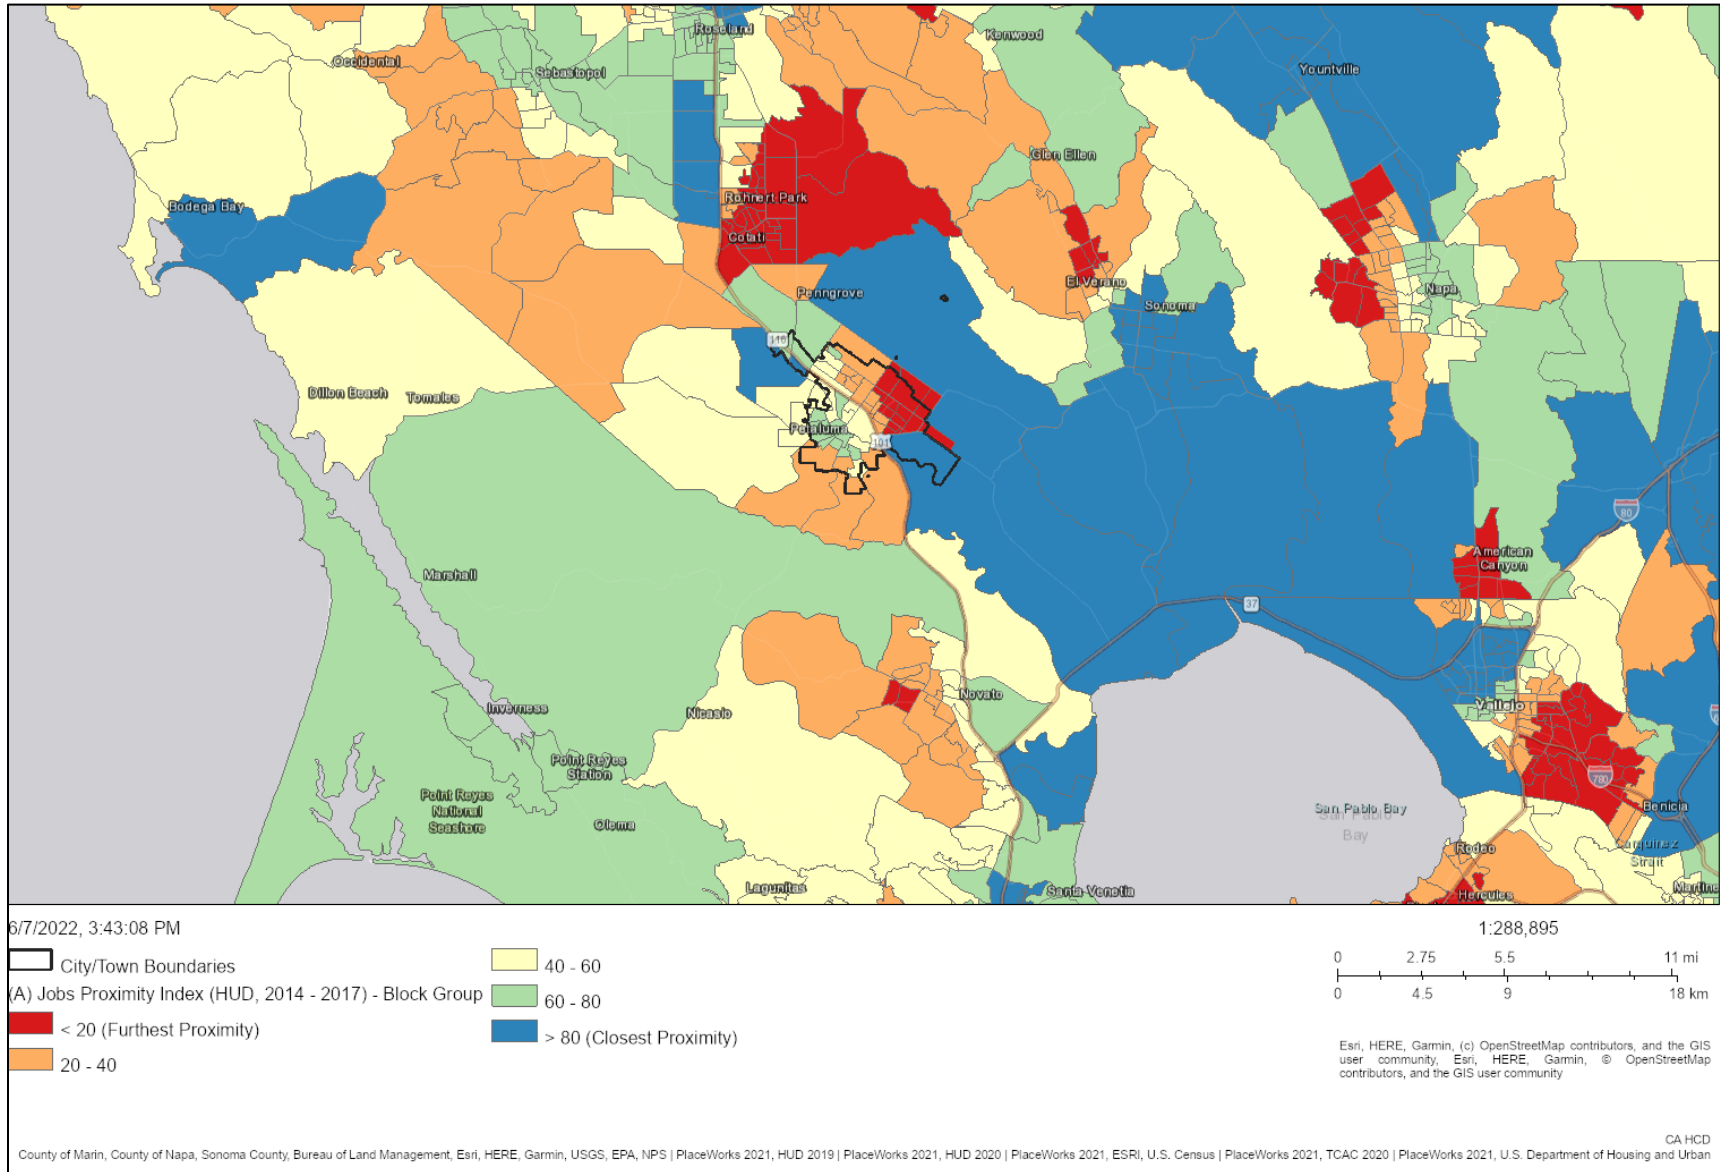 Roseland
Kenwood
Occidental
Sebastopol
Yountville
Glen Ellen
Rohnert Park
Bodega Bay
Cotati
El Verano
Sonoma
Napa
Penngrove
116
Dillon Beach
Tomales
Petaluma
101
80
American
Canyon
Marshall
37
Novato
Inverness
Nicasio
Vallejo
Point Reyes
Station
780
Point Reyes
National
Seashore
Olema
San Pablo Bay
San Pablo
Bay
Benicia
Carquinez
Strait
Rodeo
Lagunitas
Santa Venetia
Hercules
Martine
6/7/2022, 3:43:08 PM
City/Town Boundaries
(A) Jobs Proximity Index (HUD, 2014 - 2017) - Block Group
< 20 (Furthest Proximity)
20 - 40
40 - 60
60 - 80
> 80 (Closest Proximity)
1:288,895
0 2.75 5.5 11 mi
0 4.5 9 18 km
Esri, HERE, Garmin, (c) OpenStreetMap contributors, and the GIS
user community, Esri, HERE, Garmin, © OpenStreetMap
contributors, and the GIS user community
CA HCD
County of Marin, County of Napa, Sonoma County, Bureau of Land Management, Esri, HERE, Garmin, USGS, EPA, NPS | PlaceWorks 2021, HUD 2019 | PlaceWorks 2021, HUD 2020 | PlaceWorks 2021, ESRI, U.S. Census | PlaceWorks 2021, TCAC 2020 | PlaceWorks 2021, U.S. Department of Housing and Urban